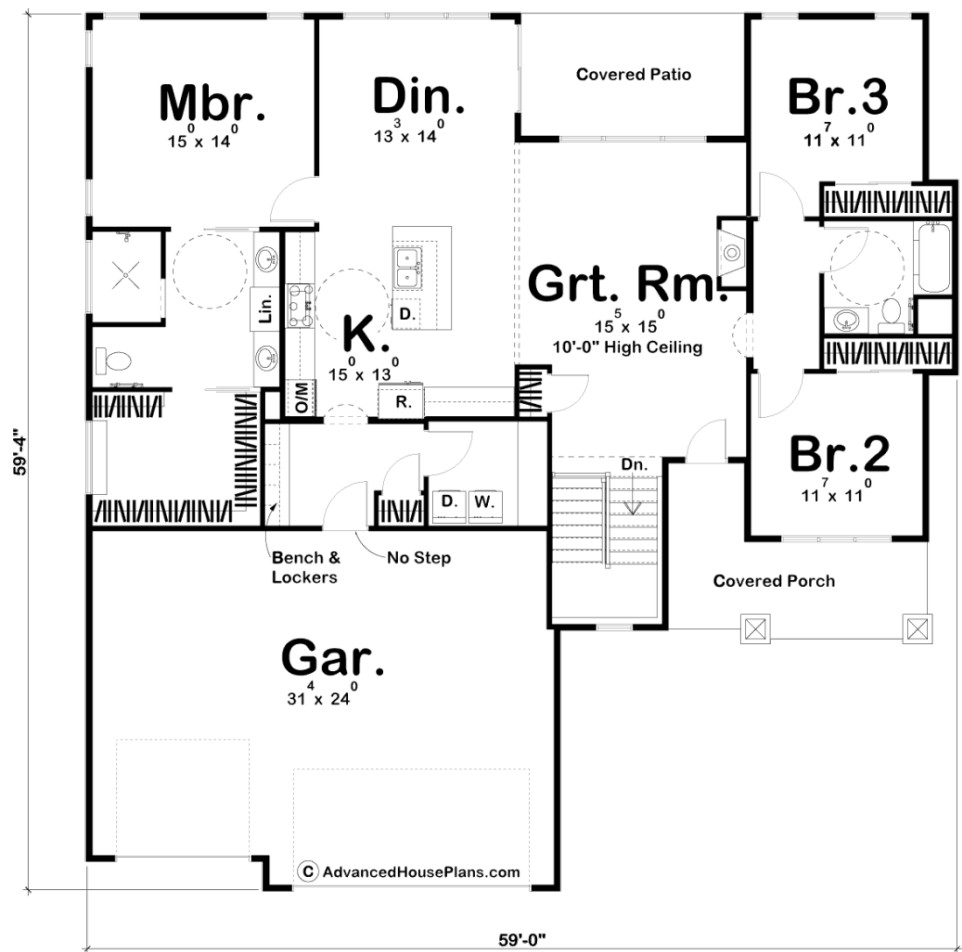 Mbr.
15⁰ x 14⁰
Din.
13³ x 14⁰
Covered Patio
Br.3
11⁷ x 11⁰
Lin.
D.
K.
15⁰ x 13⁰
O/M
R.
Grt. Rm.
15⁵ x 15⁰
10'-0" High Ceiling
Dn.
Br.2
11⁷ x 11⁰
D.
W.
Bench &
Lockers
No Step
Covered Porch
Gar.
31⁴ x 24⁰
© AdvancedHousePlans.com
59'-4"
59'-0"